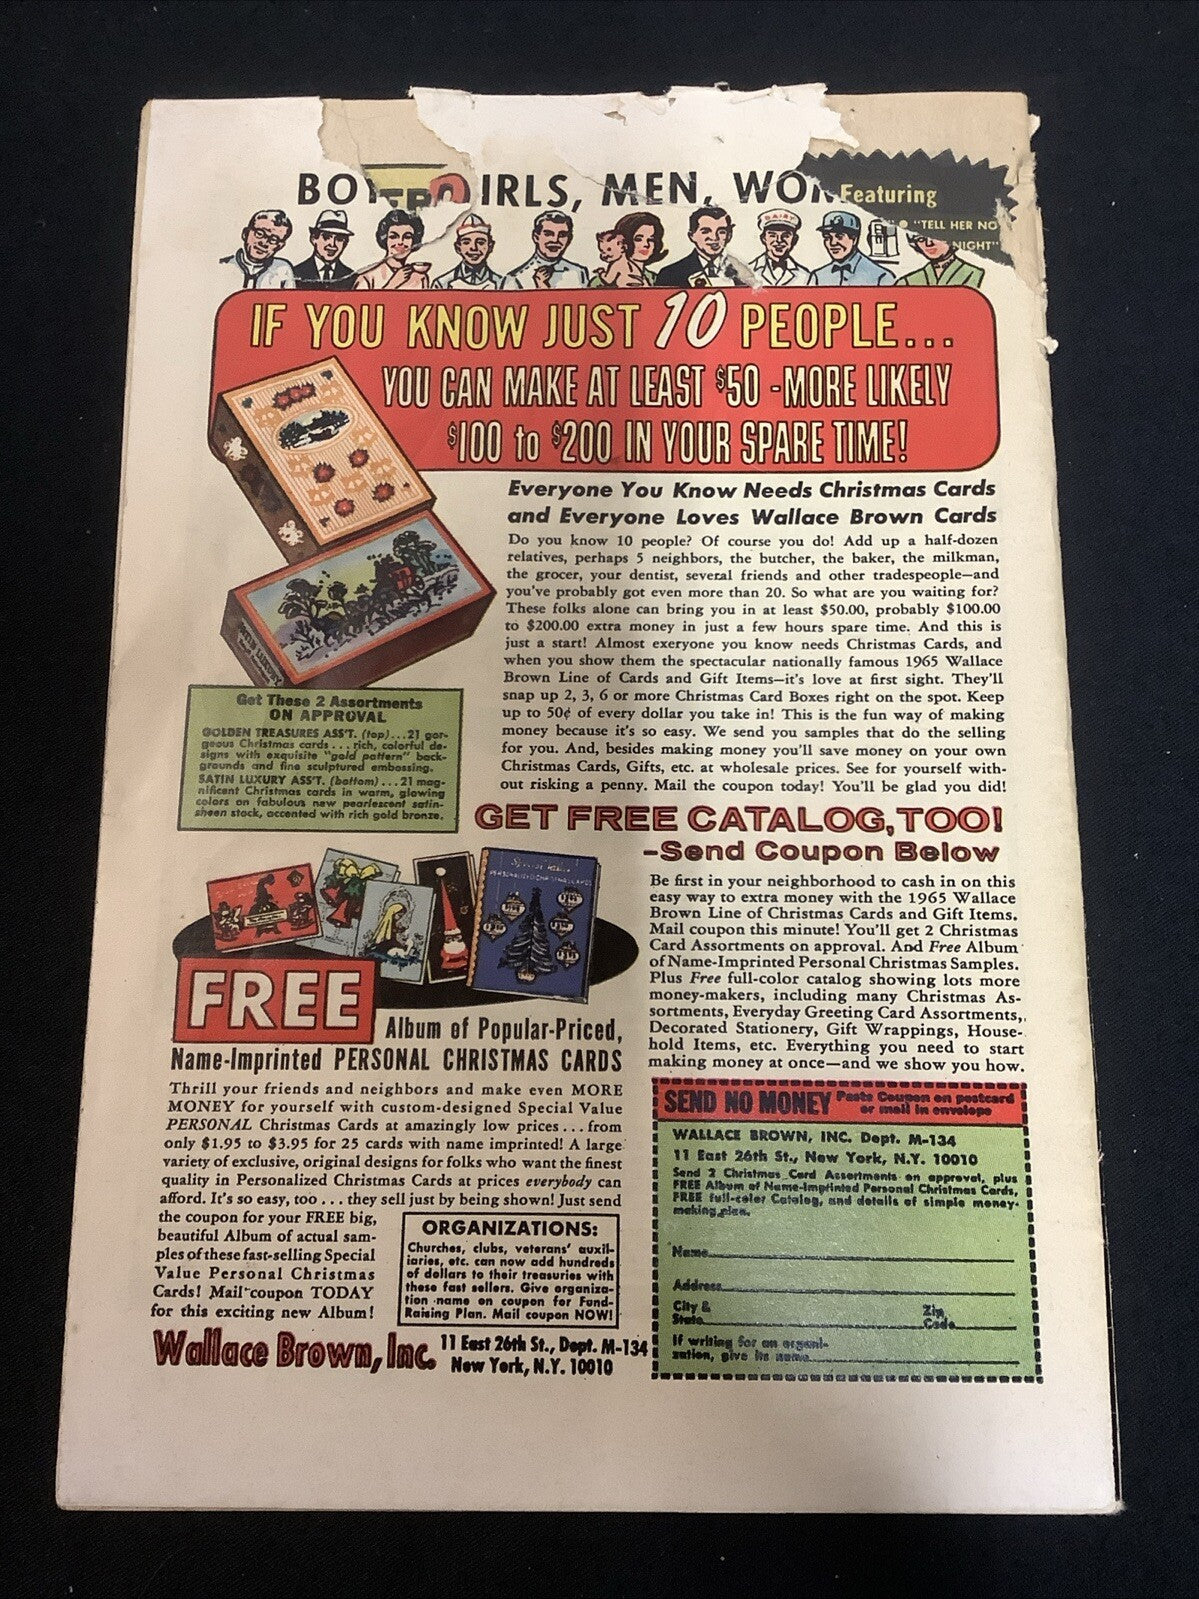 BOY IRLS, MEN, WOM
Featuring
"TELL HER NO
NIGHT"
DAIRY
IF YOU KNOW JUST 10 PEOPLE...
YOU CAN MAKE AT LEAST $50 - MORE LIKELY
$100 to $200 IN YOUR SPARE TIME!
Everyone You Know Needs Christmas Cards
and Everyone Loves Wallace Brown Cards
Do you know 10 people? Of course you do! Add up a half-dozen
relatives, perhaps 5 neighbors, the butcher, the baker, the milkman,
the grocer, your dentist, several friends and other tradespeople—and
you've probably got even more than 20. So what are you waiting for?
These folks alone can bring you in at least $50.00, probably $100.00
to $200.00 extra money in just a few hours spare time. And this is
just a start! Almost exeryone you know needs Christmas Cards, and
when you show them the spectacular nationally famous 1965 Wallace
Brown Line of Cards and Gift Items—it's love at first sight. They'll
snap up 2, 3, 6 or more Christmas Card Boxes right on the spot. Keep
up to 50¢ of every dollar you take in! This is the fun way of making
money because it's so easy. We send you samples that do the selling
for you. And, besides making money you'll save money on your own
Christmas Cards, Gifts, etc. at wholesale prices. See for yourself with-
out risking a penny. Mail the coupon today! You'll be glad you did!
SATIN LUXURY
Get These 2 Assortments
ON APPROVAL
GOLDEN TREASURES ASS'T. (top)...21 gor-
geous Christmas cards...rich, colorful de-
signs with exquisite "gold pattern" back-
grounds and fine sculptured embossing.
SATIN LUXURY ASS'T. (bottom)...21 mag-
nificent Christmas cards in warm, glowing
colors on fabulous new pearlescent satin-
sheen stock, accented with rich gold bronze.
GET FREE CATALOG, TOO!
-Send Coupon Below
Be first in your neighborhood to cash in on this
easy way to extra money with the 1965 Wallace
Brown Line of Christmas Cards and Gift Items.
Mail coupon this minute! You'll get 2 Christmas
Card Assortments on approval. And Free Album
of Name-Imprinted Personal Christmas Samples.
Plus Free full-color catalog showing lots more
money-makers, including many Christmas As-
sortments, Everyday Greeting Card Assortments,
Decorated Stationery, Gift Wrappings, House-
hold Items, etc. Everything you need to start
making money at once—and we show you how.
Special Value
PERSONALIZED CHRISTMAS CARDS
FREE
Album of Popular-Priced,
Name-Imprinted PERSONAL CHRISTMAS CARDS
Thrill your friends and neighbors and make even MORE
MONEY for yourself with custom-designed Special Value
PERSONAL Christmas Cards at amazingly low prices...from
only $1.95 to $3.95 for 25 cards with name imprinted! A large
variety of exclusive, original designs for folks who want the finest
quality in Personalized Christmas Cards at prices everybody can
afford. It's so easy, too...they sell just by being shown! Just send
the coupon for your FREE big,
beautiful Album of actual sam-
ples of these fast-selling Special
Value Personal Christmas
Cards! Mail coupon TODAY
for this exciting new Album!
ORGANIZATIONS:
Churches, clubs, veterans' auxil-
iaries, etc. can now add hundreds
of dollars to their treasuries with
these fast sellers. Give organiza-
tion name on coupon for Fund-
Raising Plan. Mail coupon NOW!
Wallace Brown, Inc. 11 East 26th St., Dept. M-134
New York, N.Y. 10010
SEND NO MONEY Paste Coupon on postcard
or mail in envelope
WALLACE BROWN, INC. Dept. M-134
11 East 26th St., New York, N.Y. 10010
Send 2 Christmas Card Assortments on approval, plus
FREE Album of Name-Imprinted Personal Christmas Cards,
FREE full-color Catalog, and details of simple money-
making plan.
Name
Address
City &
State
Zip
Code
If writing for an organi-
zation, give its name